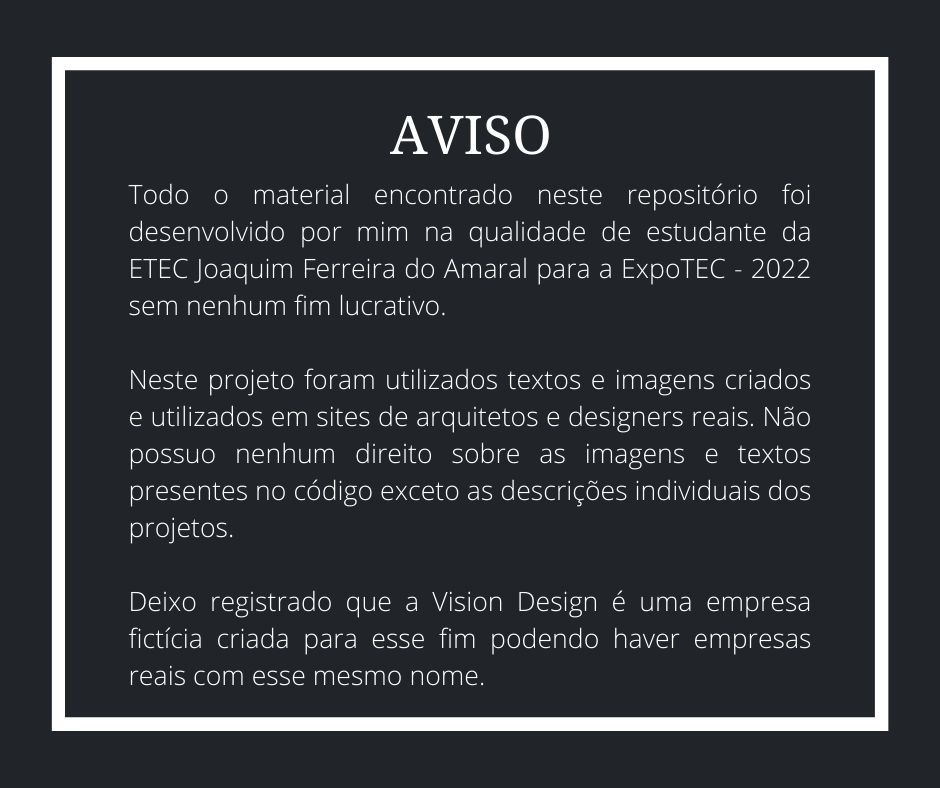 AVISO
Todo o material encontrado neste repositório foi
desenvolvido por mim na qualidade de estudante da
ETEC Joaquim Ferreira do Amaral para a ExpoTEC - 2022
sem nenhum fim lucrativo.
Neste projeto foram utilizados textos e imagens criados
e utilizados em sites de arquitetos e designers reais. Não
possuo nenhum direito sobre as imagens e textos
presentes no código exceto as descrições individuais dos
projetos.
Deixo registrado que a Vision Design é uma empresa
fictícia criada para esse fim podendo haver empresas
reais com esse mesmo nome.